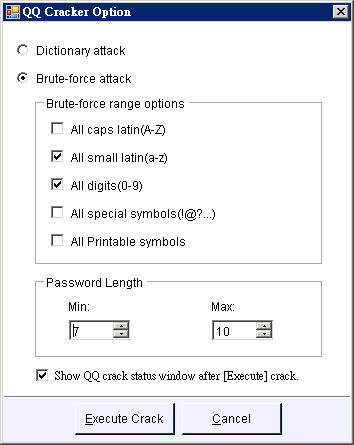 QQ Cracker Option
Dictionary attack
Brute-force attack
Brute-force range options
All caps latin(A-Z)
All small latin(a-z)
All digits(0-9)
All special symbols(!@?...)
All Printable symbols
Password Length
Min: Max:
7 10
Show QQ crack status window after [Execute] crack.
Execute Crack Cancel